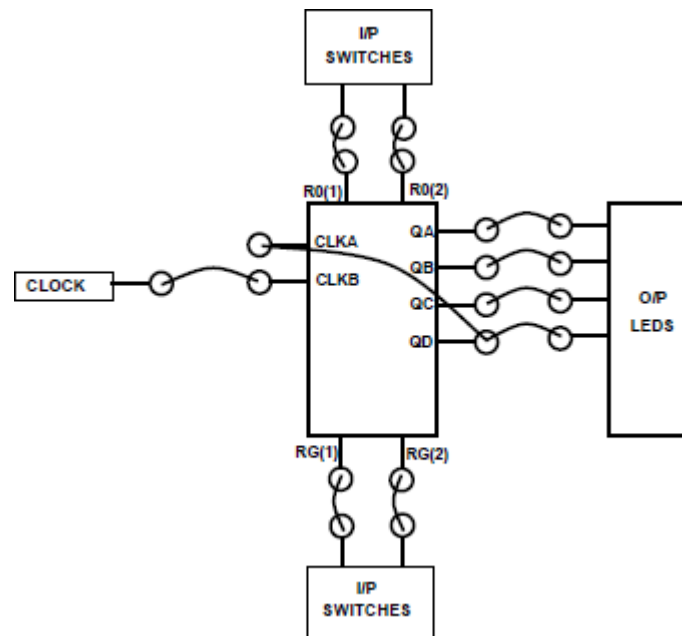 I/P
SWITCHES
R0(1)
R0(2)
CLKA
QA
CLOCK
CLKB
QB
QC
O/P
LEDS
QD
RG(1)
RG(2)
I/P
SWITCHES